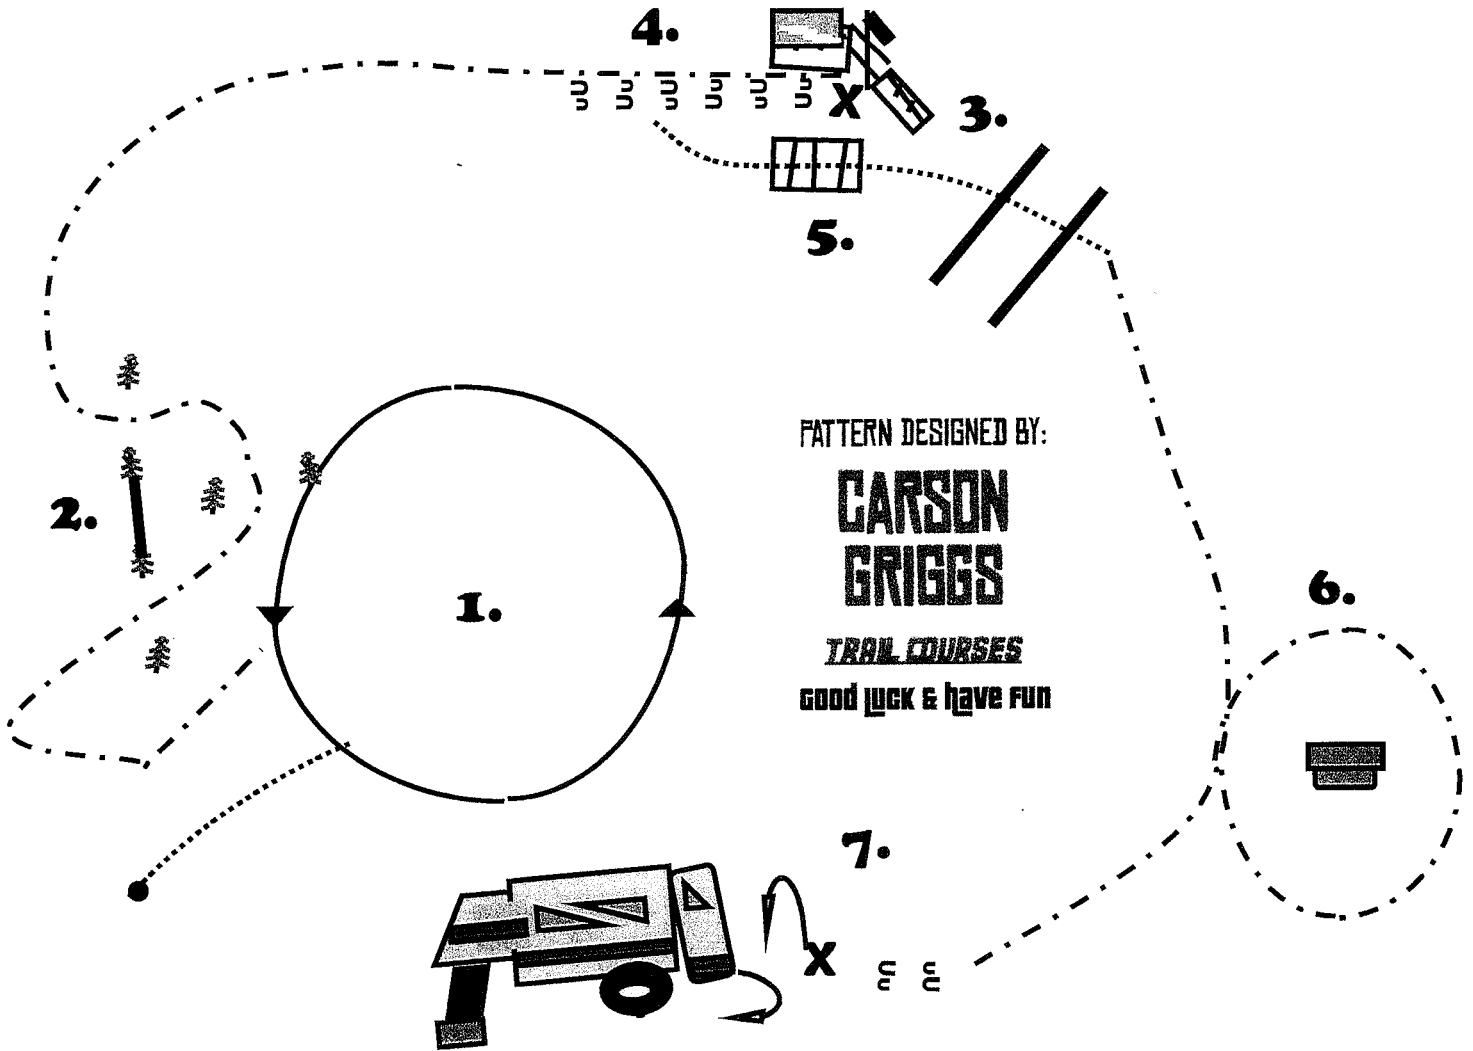 4.
X
3.
5.
PATTERN DESIGNED BY:
CARSON
GRIGGS
2.
1.
6.
TRAIL COURSES
Good Luck & have fun
7.
X